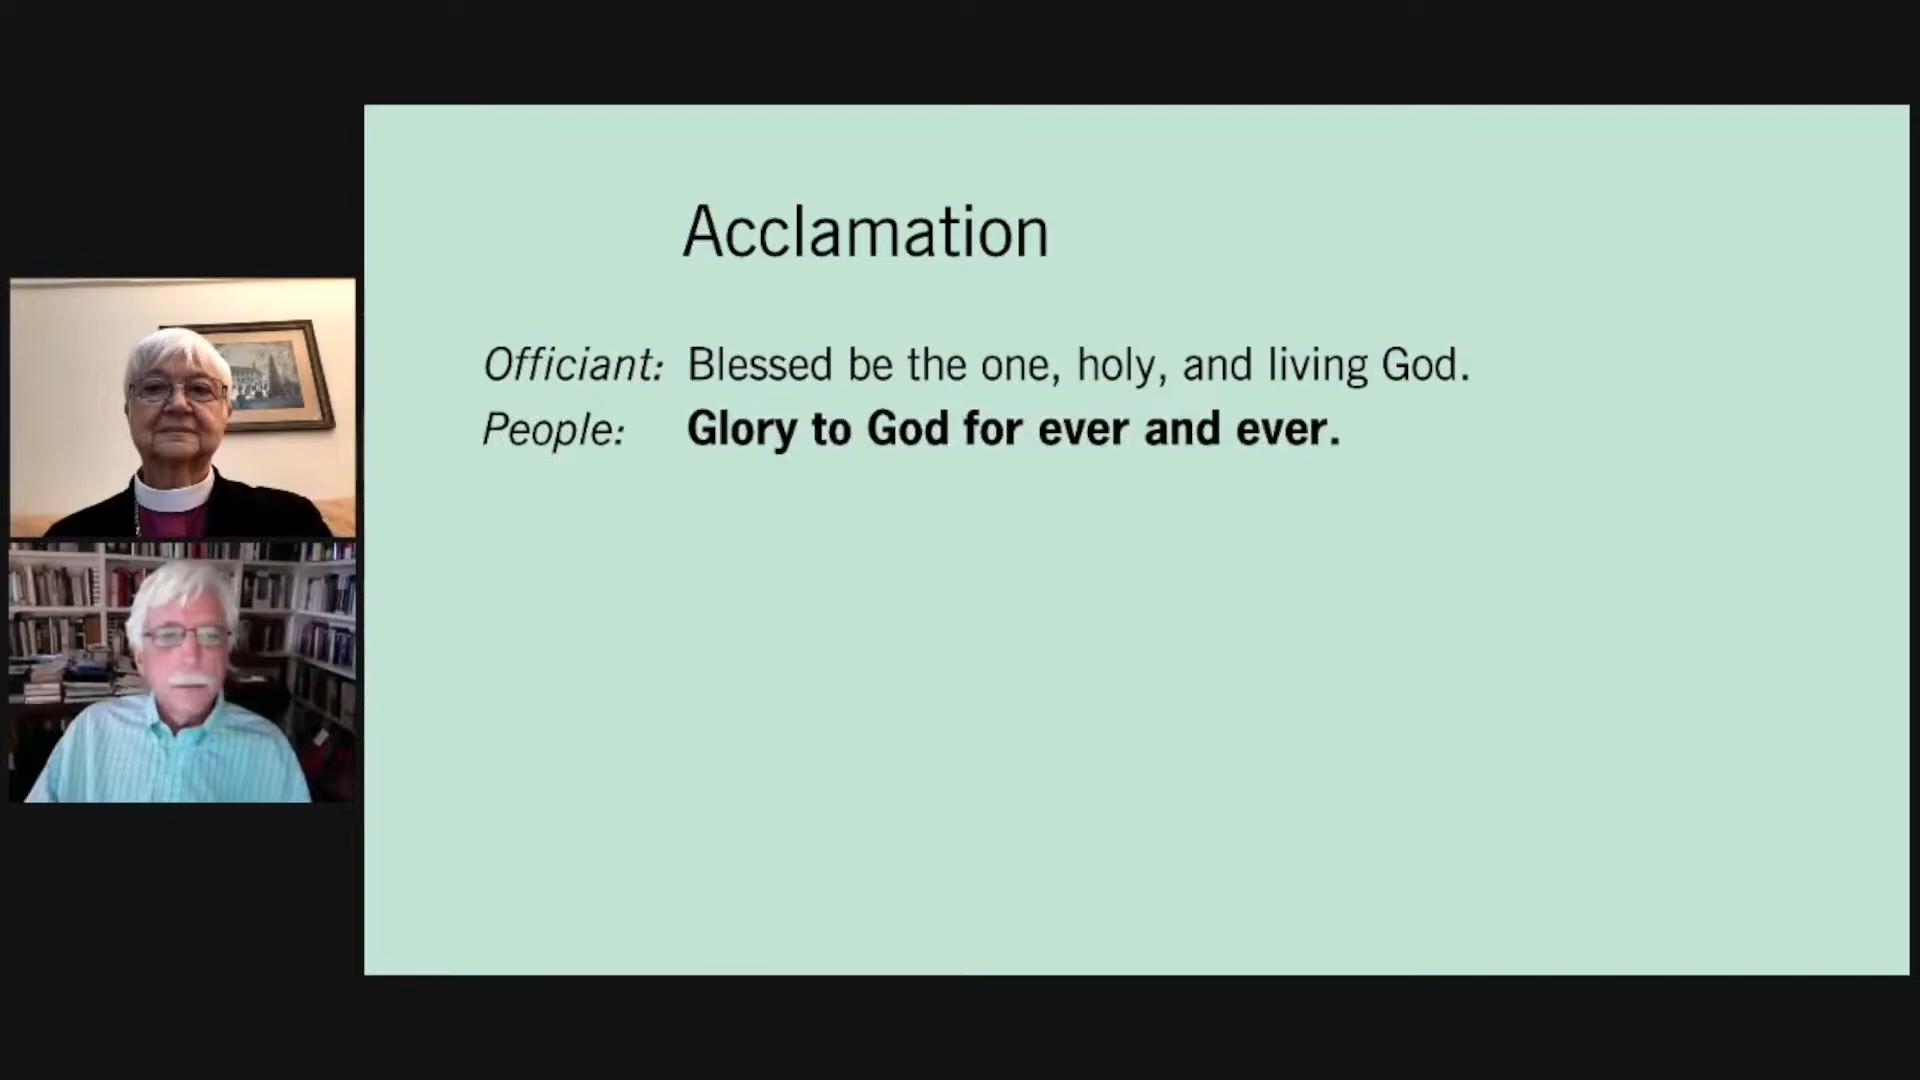 Acclamation
Officiant: Blessed be the one, holy, and living God.
People: Glory to God for ever and ever.